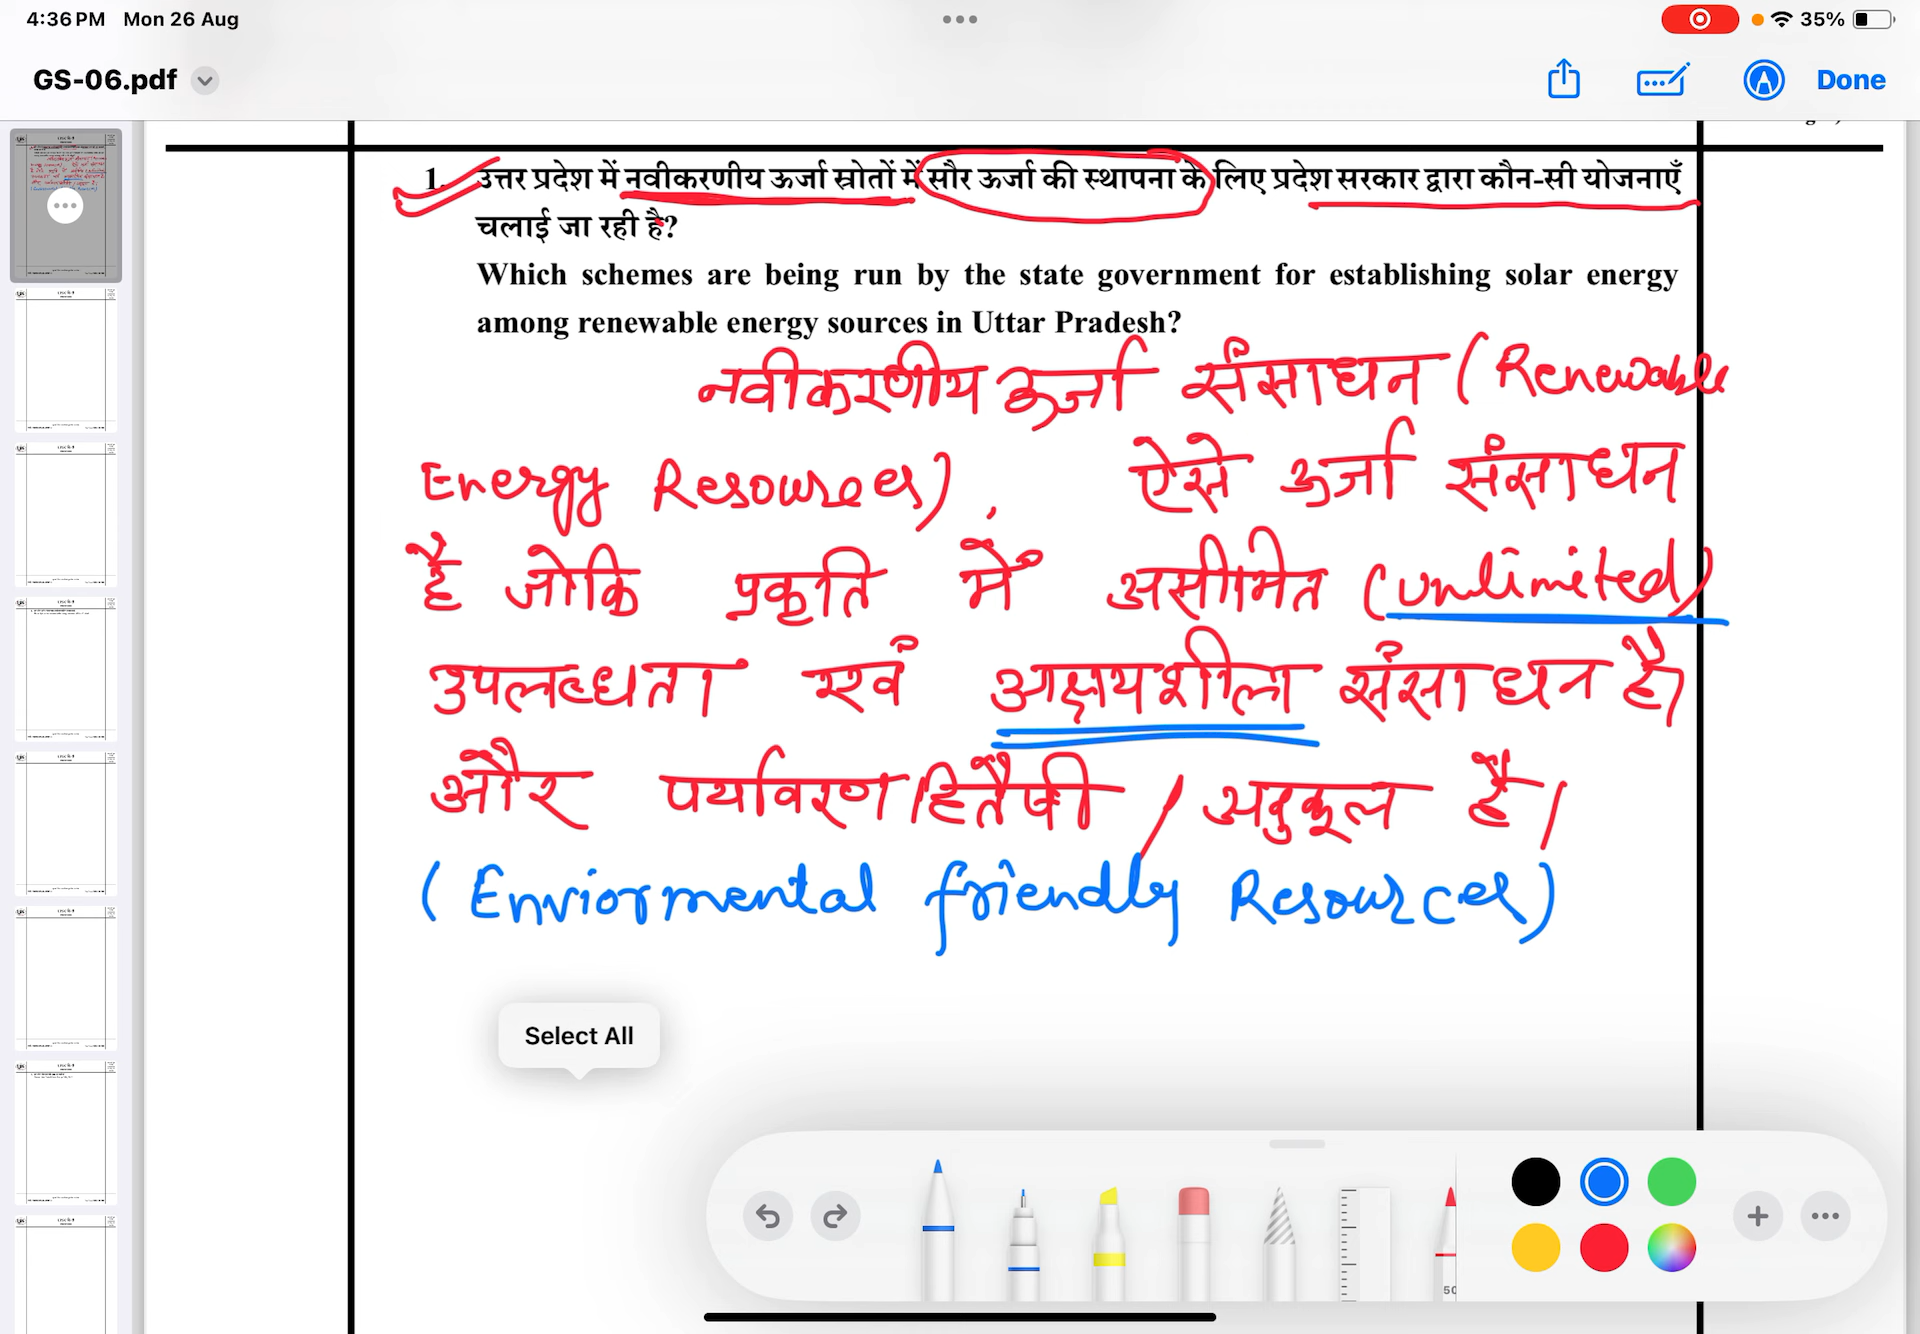 4:36 PM Mon 26 Aug
35%
GS-06.pdf
Done
1. उत्तर प्रदेश में नवीकरणीय ऊर्जा स्रोतों में सौर ऊर्जा की स्थापना के लिए प्रदेश सरकार द्वारा कौन-सी योजनाएँ
चलाई जा रही है?
Which schemes are being run by the state government for establishing solar energy
among renewable energy sources in Uttar Pradesh?
नवीकरणीय ऊर्जा संसाधन (Renewable
Energy Resources), ऐसे ऊर्जा संसाधन
है जोकि प्रकृति में असीमित (unlimited)
उपलब्धता एवं अक्षयशील संसाधन है।
और पर्यावरण हितैषी / अनुकूल है।
(Enviormental friendly Resources)
Select All
50